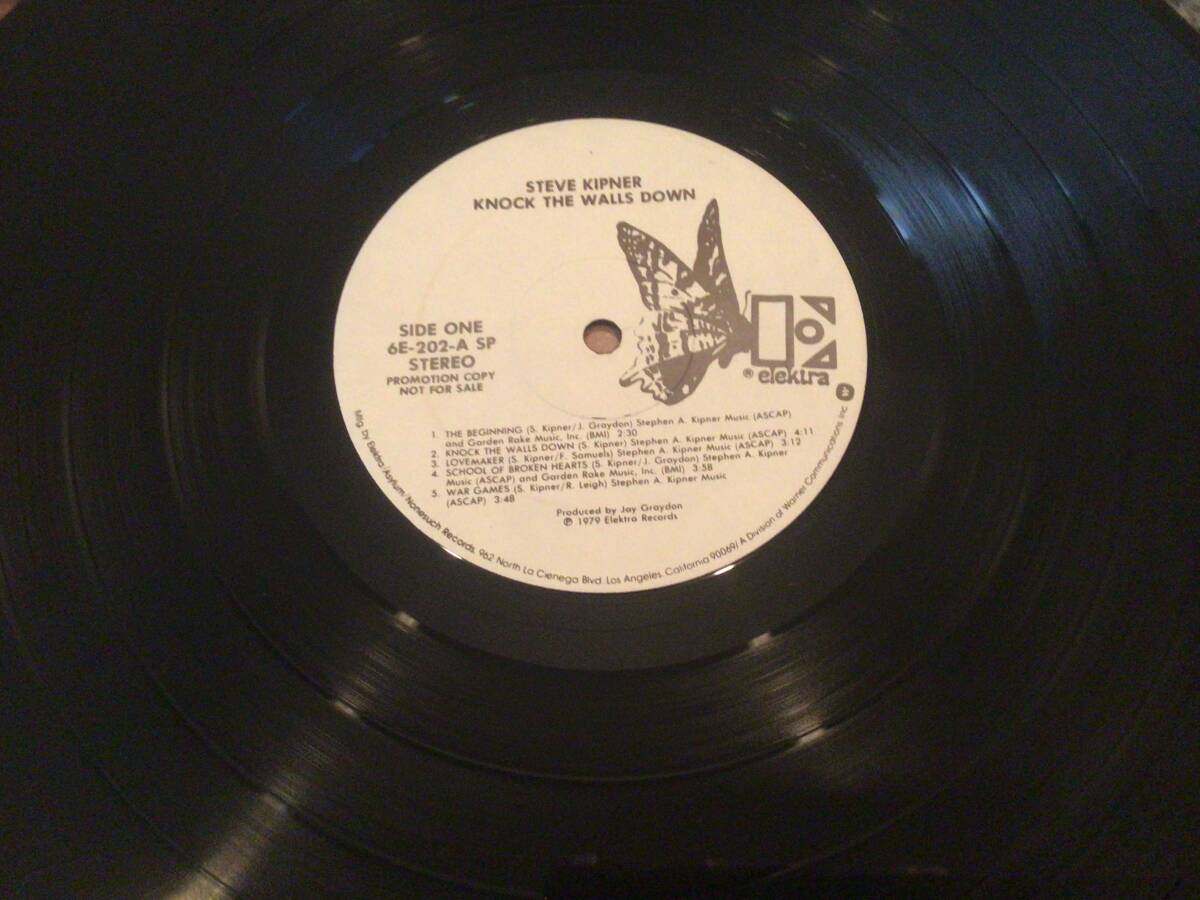 STEVE KIPNER
KNOCK THE WALLS DOWN
SIDE ONE
6E-202-A SP
STEREO
PROMOTION COPY
NOT FOR SALE
® elektra
1. THE BEGINNING (S. Kipner/J. Graydon) Stephen A. Kipner Music (ASCAP)
and Garden Rake Music, Inc. (BMI) 2:30
2. KNOCK THE WALLS DOWN (S. Kipner) Stephen A. Kipner Music (ASCAP) 4:11
3. LOVEMAKER (S. Kipner/F. Samuels) Stephen A. Kipner Music (ASCAP) 3:12
4. SCHOOL OF BROKEN HEARTS (S. Kipner/J. Graydon) Stephen A. Kipner
Music (ASCAP) and Garden Rake Music, Inc. (BMI) 3:58
5. WAR GAMES (S. Kipner/R. Leigh) Stephen A. Kipner Music
(ASCAP) 3:48
Produced by Jay Graydon
℗ 1979 Elektra Records
Mfg. by Elektra/Asylum/Nonesuch Records, 962 North La Cienega Blvd. Los Angeles, California 90069/A Division of Warner Communications Inc.